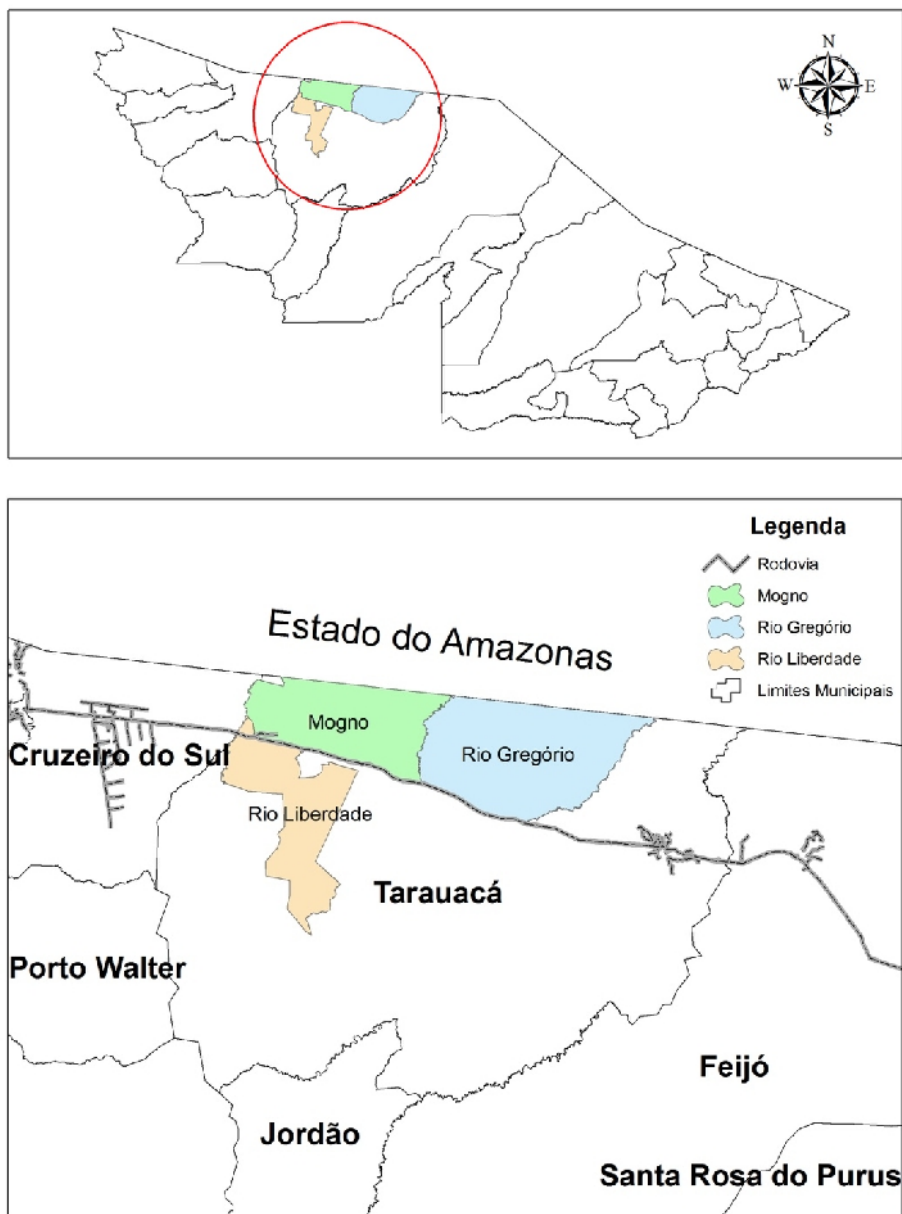 N
W E
S
Legenda
Rodovia
Mogno
Rio Gregório
Rio Liberdade
Limites Municipais
Estado do Amazonas
Mogno
Rio Gregório
Cruzeiro do Sul
Rio Liberdade
Tarauacá
Porto Walter
Feijó
Jordão
Santa Rosa do Purus